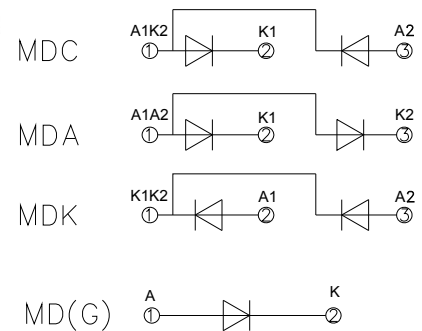 A1K2 K1 A2
MDC ① ② ③
A1A2 K1 K2
MDA ① ② ③
K1K2 A1 A2
MDK ① ② ③
A K
MD(G) ① ②